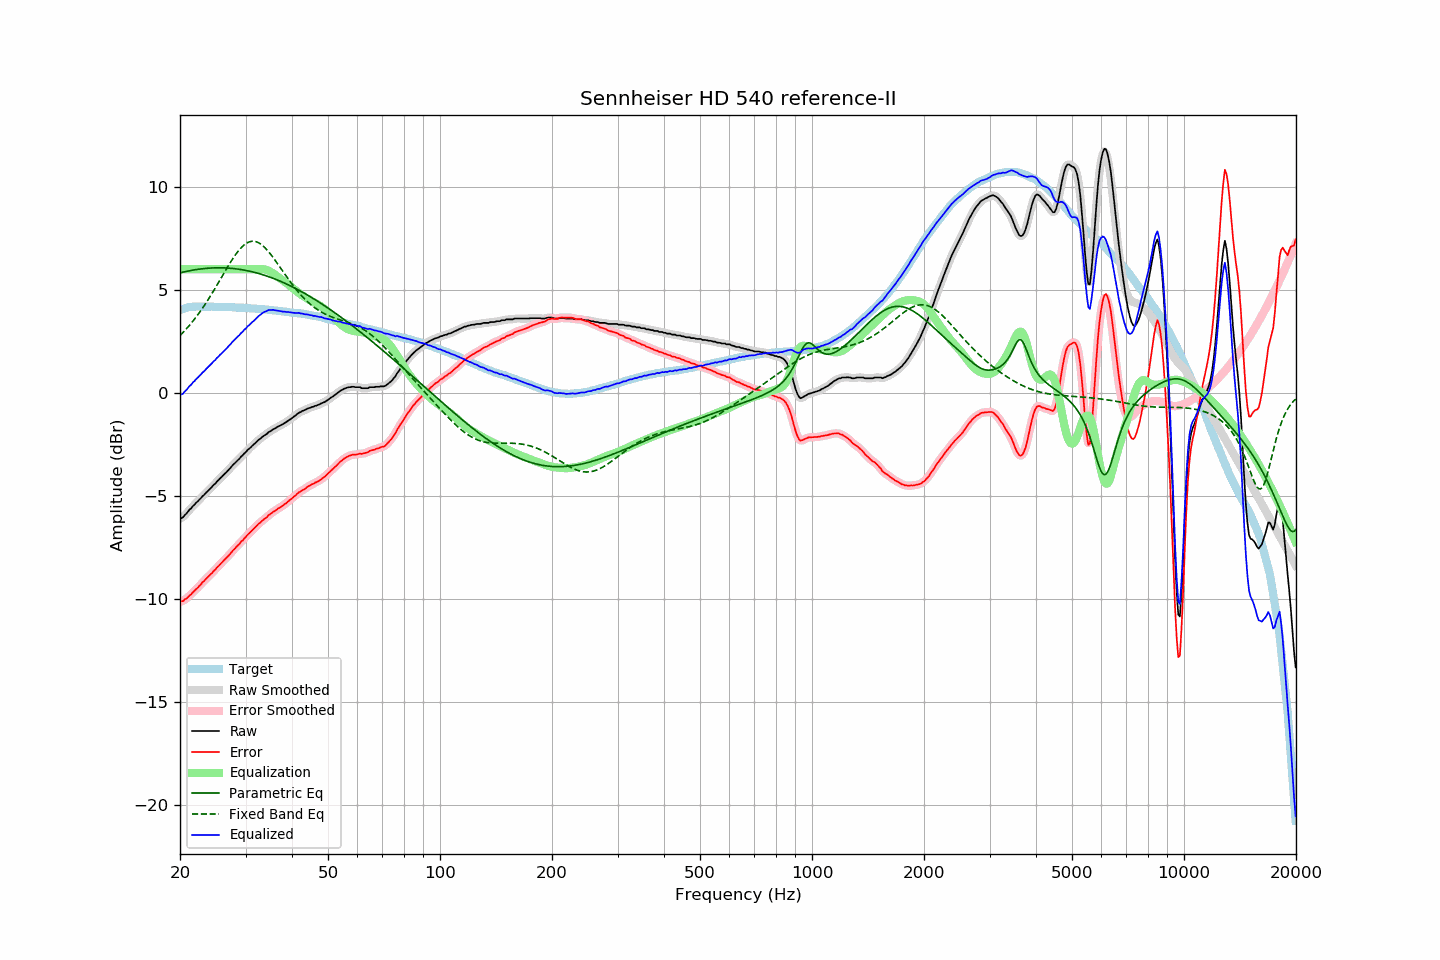 Sennheiser HD 540 reference-II
Amplitude (dBr)
10
5
0
−5
−10
−15
−20
Target
Raw Smoothed
Error Smoothed
Raw
Error
Equalization
Parametric Eq
Fixed Band Eq
Equalized
20 50 100 200 500 1000 2000 5000 10000 20000
Frequency (Hz)